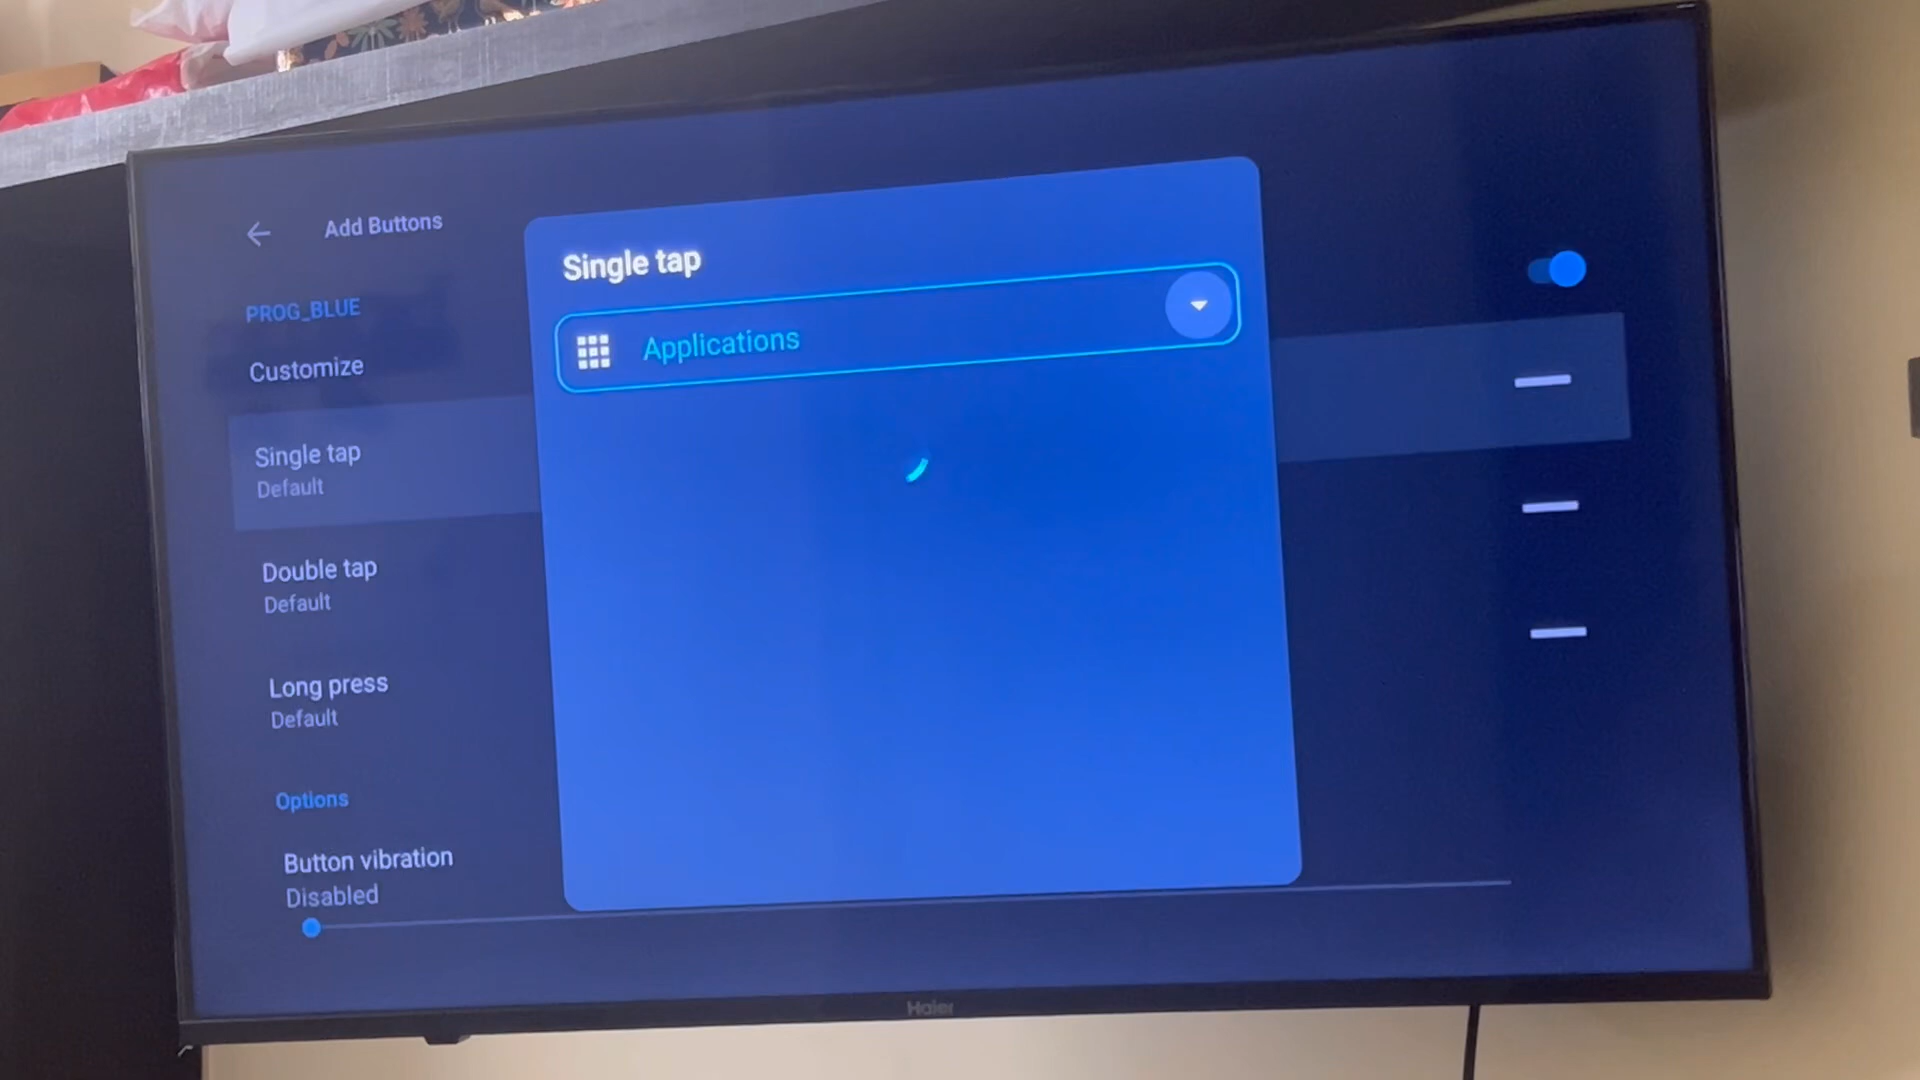 Add Buttons
PROG_BLUE
Customize
Single tap
Default
Double tap
Default
Long press
Default
Options
Button vibration
Disabled
Single tap
Applications
Haier